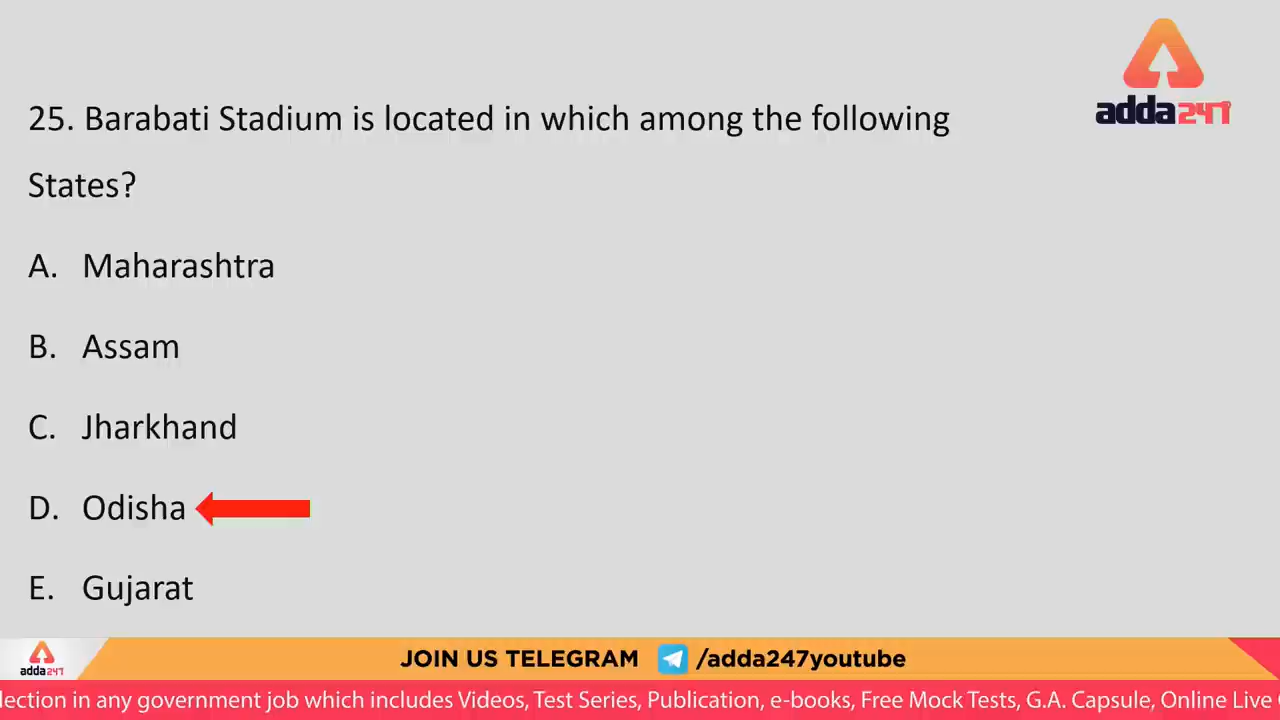 adda247
25. Barabati Stadium is located in which among the following
States?
A. Maharashtra
B. Assam
C. Jharkhand
D. Odisha
E. Gujarat
adda247
JOIN US TELEGRAM /adda247youtube
in any government job which includes Videos, Test Series, Publication, e-books, Free Mock Tests, G.A. Capsule, Online Live